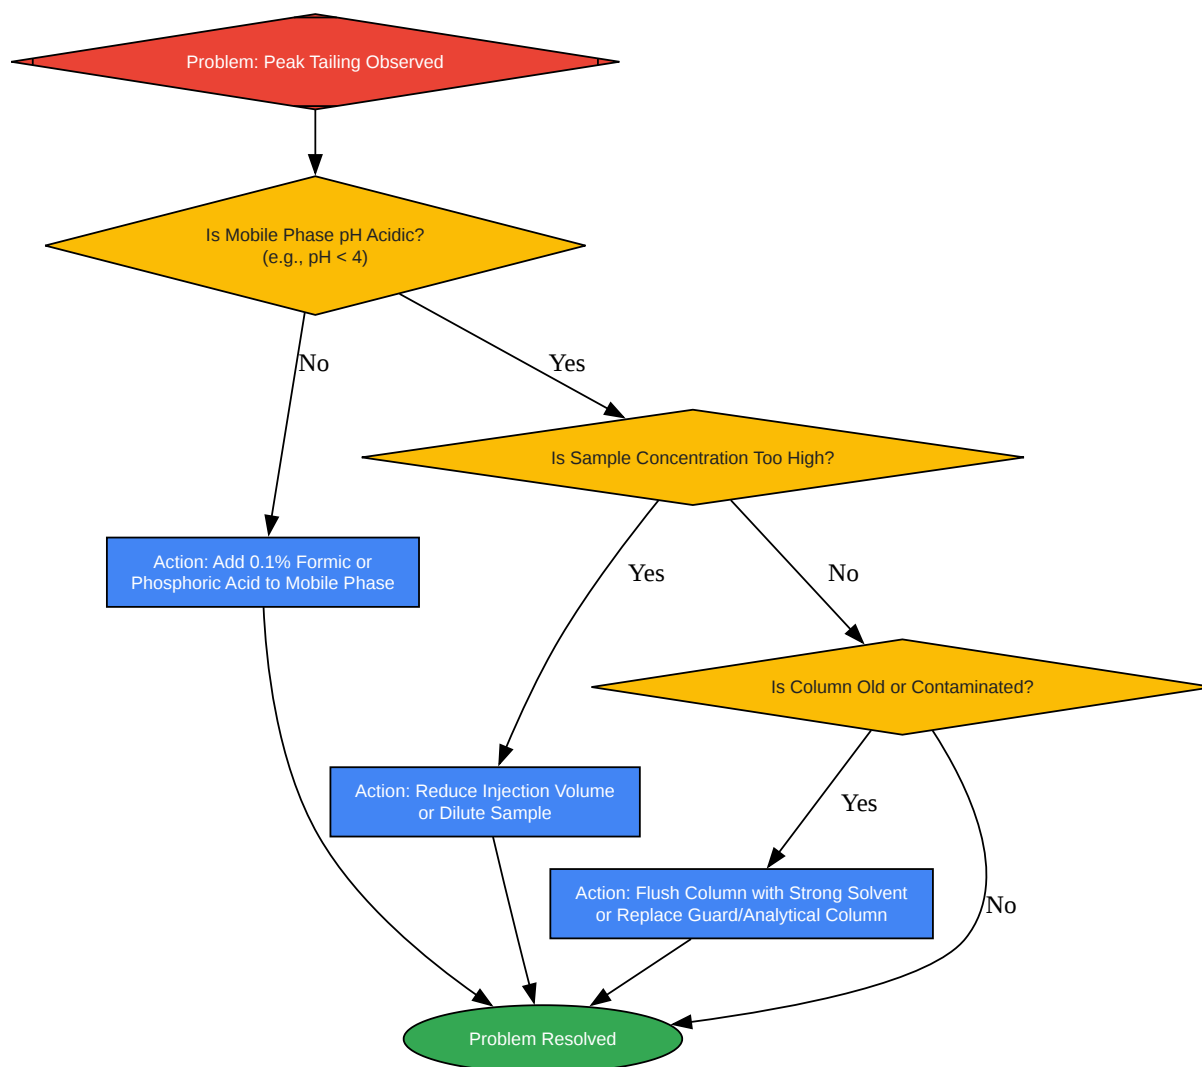 Problem: Peak Tailing Observed
Is Mobile Phase pH Acidic?
(e.g., pH < 4)
No
Yes
Is Sample Concentration Too High?
Action: Add 0.1% Formic or
Phosphoric Acid to Mobile Phase
Yes
No
Is Column Old or Contaminated?
Action: Reduce Injection Volume
or Dilute Sample
Yes
Action: Flush Column with Strong Solvent
or Replace Guard/Analytical Column
No
Problem Resolved